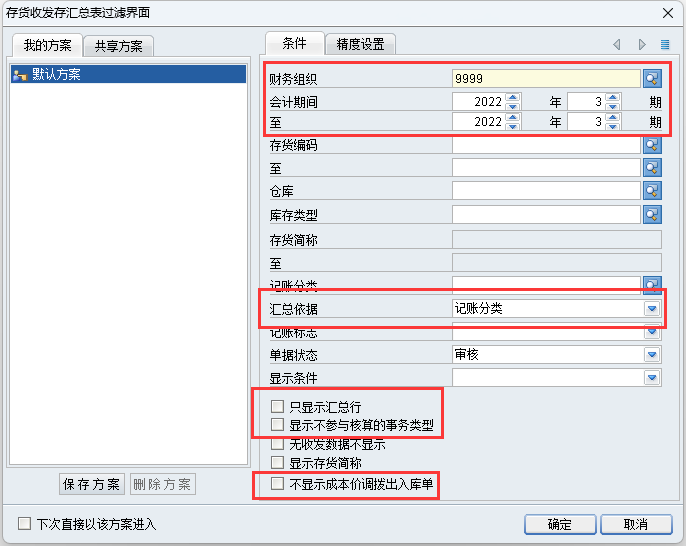 存货收发存汇总表过滤界面
我的方案 共享方案
默认方案
保存方案 删除方案
条件 精度设置
财务组织 9999
会计期间 2022 年 3 期
至 2022 年 3 期
存货编码
至
仓库
库存类型
存货简称
至
记账分类
汇总依据 记账分类
记账标志
单据状态 审核
显示条件
只显示汇总行
显示不参与核算的事务类型
无收发数据不显示
显示存货简称
不显示成本价调拨出入库单
下次直接以该方案进入 确定 取消